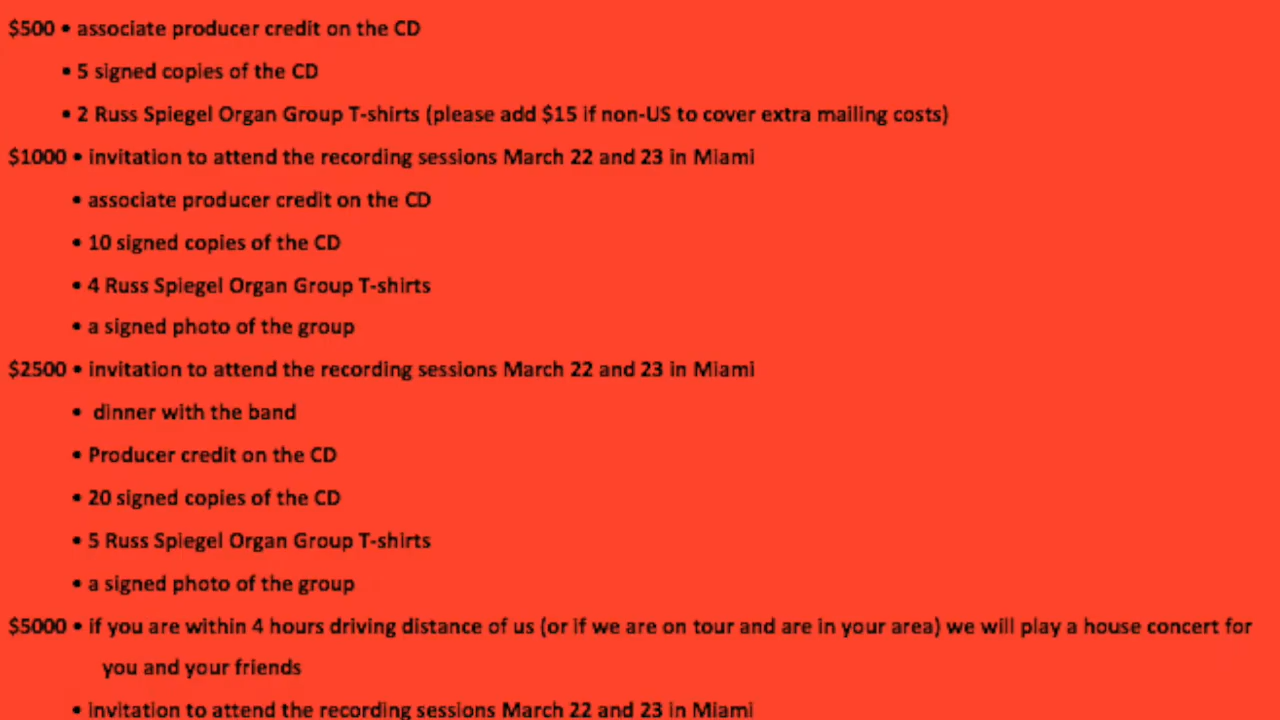 $500 • associate producer credit on the CD
• 5 signed copies of the CD
• 2 Russ Spiegel Organ Group T-shirts (please add $15 if non-US to cover extra mailing costs)
$1000 • invitation to attend the recording sessions March 22 and 23 in Miami
• associate producer credit on the CD
• 10 signed copies of the CD
• 4 Russ Spiegel Organ Group T-shirts
• a signed photo of the group
$2500 • invitation to attend the recording sessions March 22 and 23 in Miami
• dinner with the band
• Producer credit on the CD
• 20 signed copies of the CD
• 5 Russ Spiegel Organ Group T-shirts
• a signed photo of the group
$5000 • if you are within 4 hours driving distance of us (or if we are on tour and are in your area) we will play a house concert for
you and your friends
• invitation to attend the recording sessions March 22 and 23 in Miami